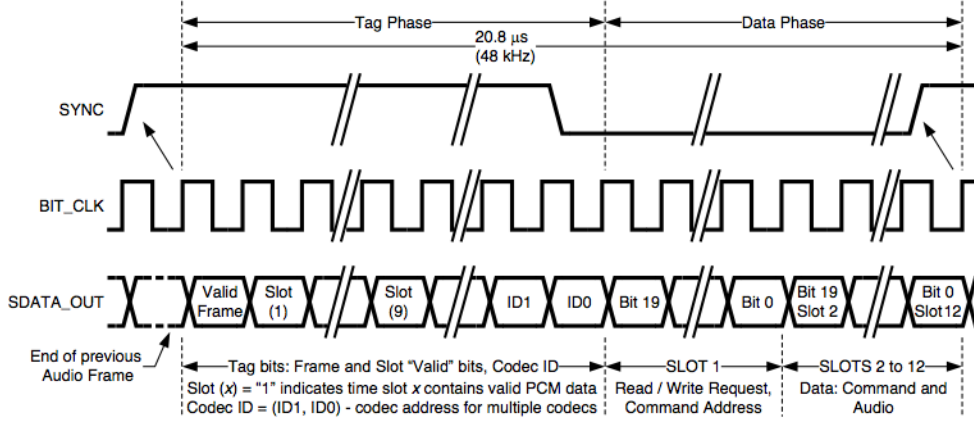 Tag Phase
Data Phase
20.8 µs
(48 kHz)
SYNC
BIT_CLK
SDATA_OUT
Valid
Frame
Slot
(1)
Slot
(9)
ID1
ID0
Bit 19
Bit 0
Bit 19
Slot 2
Bit 0
Slot12
End of previous
Audio Frame
Tag bits: Frame and Slot “Valid” bits, Codec ID
Slot (x) = “1” indicates time slot x contains valid PCM data
Codec ID = (ID1, ID0) - codec address for multiple codecs
SLOT 1
Read / Write Request,
Command Address
SLOTS 2 to 12
Data: Command and
Audio